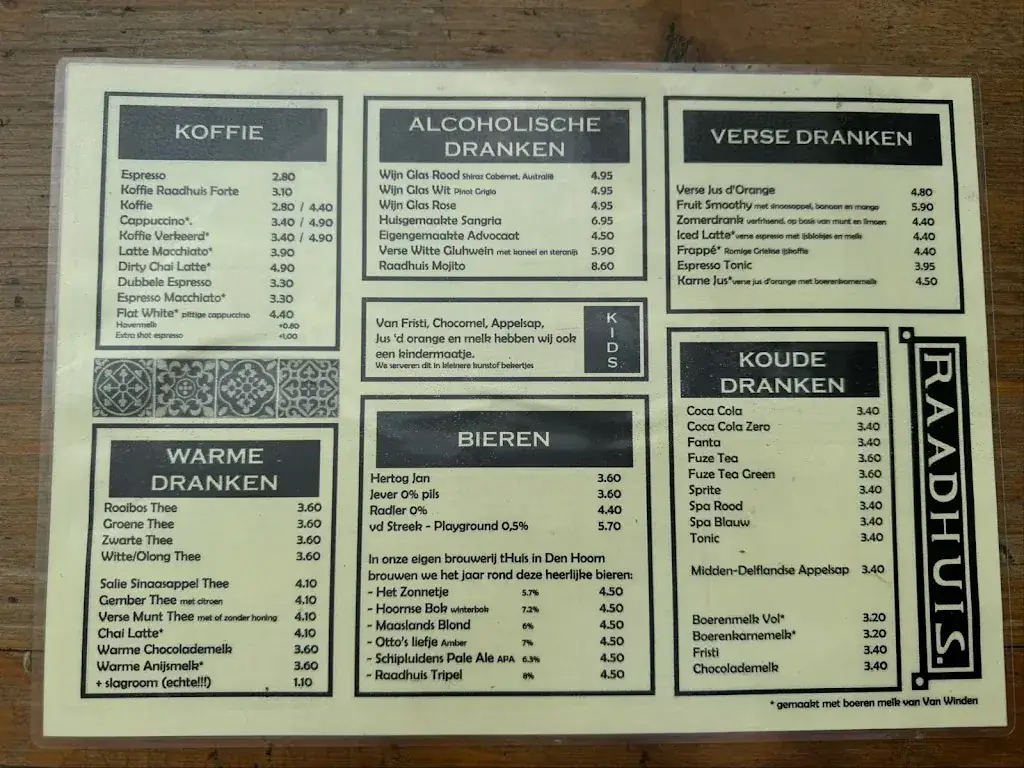 KOFFIE
Espresso 2.80
Koffie Raadhuis Forte 3.10
Koffie 2.80 / 4.40
Cappuccino*. 3.40 / 4.90
Koffie Verkeerd* 3.40 / 4.90
Latte Macchiato* 3.90
Dirty Chai Latte* 4.90
Dubbele Espresso 3.30
Espresso Macchiato* 3.30
Flat White* pittige cappuccino 4.40
Havermelk +0.80
Extra shot espresso +1.00
WARME
DRANKEN
Rooibos Thee 3.60
Groene Thee 3.60
Zwarte Thee 3.60
Witte/Olong Thee 3.60
Salie Sinaasappel Thee 4.10
Gember Thee met citroen 4.10
Verse Munt Thee met of zonder honing 4.10
Chai Latte* 4.10
Warme Chocolademelk 3.60
Warme Anijsmelk* 3.60
+ slagroom (echte!!!) 1.10
ALCOHOLISCHE
DRANKEN
Wijn Glas Rood Shiraz Cabernet, Australië 4.95
Wijn Glas Wit Pinot Grigio 4.95
Wijn Glas Rose 4.95
Huisgemaakte Sangria 6.95
Eigengemaakte Advocaat 4.50
Verse Witte Gluhwein met kaneel en steranijs 5.90
Raadhuis Mojito 8.60
Van Fristi, Chocomel, Appelsap,
Jus 'd orange en melk hebben wij ook
een kindermaatje.
We serveren dit in kleinere kunstof bekertjes
KIDS
BIEREN
Hertog Jan 3.60
Jever 0% pils 3.60
Radler 0% 4.40
vd Streek - Playground 0,5% 5.70
In onze eigen brouwerij tHuis in Den Hoorn
brouwen we het jaar rond deze heerlijke bieren:
- Het Zonnetje 5.7% 4.50
- Hoornse Bok winterbok 7.2% 4.50
- Maaslands Blond 6% 4.50
- Otto's liefje Amber 7% 4.50
- Schipluidens Pale Ale APA 6.3% 4.50
- Raadhuis Tripel 8% 4.50
VERSE DRANKEN
Verse Jus d'Orange 4.80
Fruit Smoothy met sinaasappel, banaan en mango 5.90
Zomerdrank verfrissend, op basis van munt en limoen 4.40
Iced Latte* verse espresso met ijsblokjes en melk 4.40
Frappé* Romige Griekse ijskoffie 4.40
Espresso Tonic 3.95
Karne Jus* verse jus d'orange met boerenkarnemelk 4.50
KOUDE
DRANKEN
Coca Cola 3.40
Coca Cola Zero 3.40
Fanta 3.40
Fuze Tea 3.60
Fuze Tea Green 3.60
Sprite 3.40
Spa Rood 3.40
Spa Blauw 3.40
Tonic 3.40
Midden-Delflandse Appelsap 3.40
Boerenmelk Vol* 3.20
Boerenkarnemelk* 3.20
Fristi 3.40
Chocolademelk 3.40
RAADHUIS.
* gemaakt met boeren melk van Van Winden